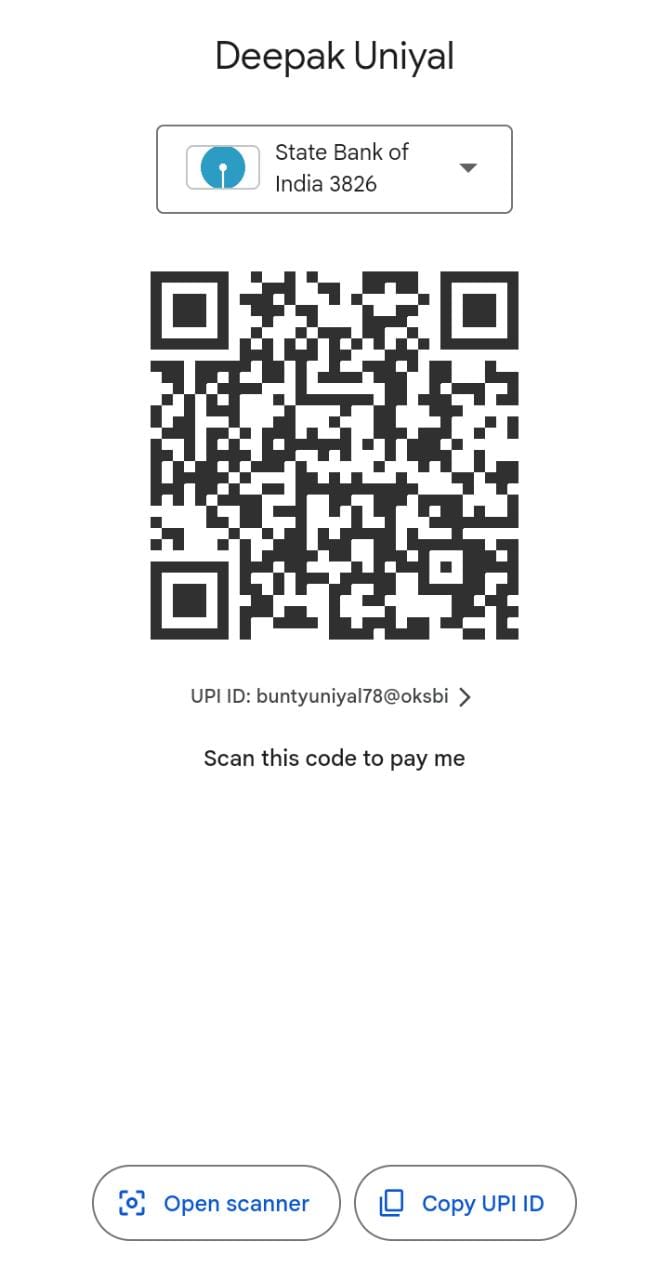 Deepak Uniyal
State Bank of
India 3826
UPI ID: buntyuniyal78@oksbi
Scan this code to pay me
Open scanner
Copy UPI ID